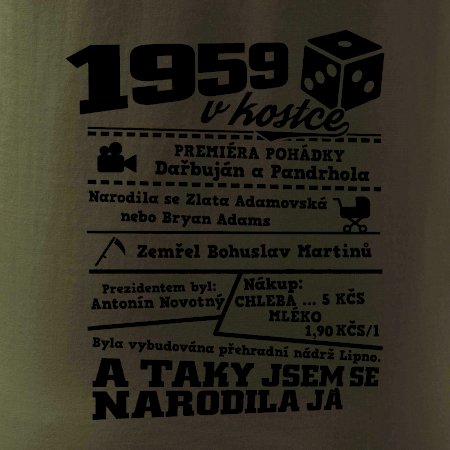 1959
v kostce
PREMIÉRA POHÁDKY
Dařbuján a Pandrhola
Narodila se Zlata Adamovská
nebo Bryan Adams
Zemřel Bohuslav Martinů
Prezidentem byl:
Antonín Novotný
Nákup:
CHLEBA ... 5 KČS
MLÉKO
1,90 KČS/1
Byla vybudována přehradní nádrž Lipno.
A TAKY JSEM SE
NARODILA JÁ